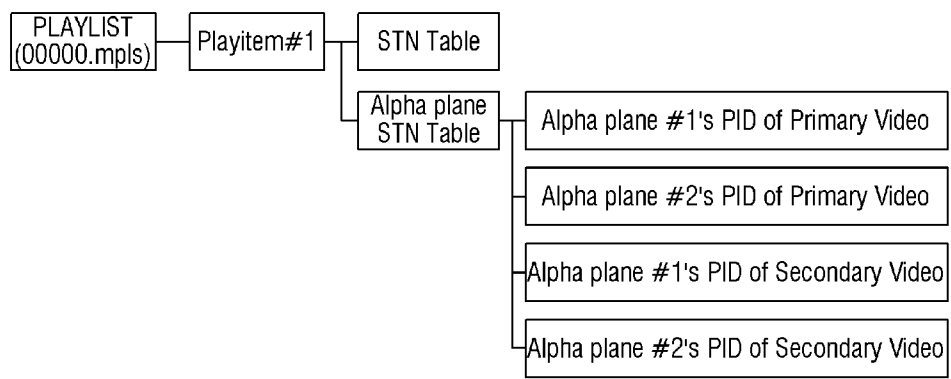 PLAYLIST
(00000.mpls)
Playitem#1
STN Table
Alpha plane
STN Table
Alpha plane #1's PID of Primary Video
Alpha plane #2's PID of Primary Video
Alpha plane #1's PID of Secondary Video
Alpha plane #2's PID of Secondary Video